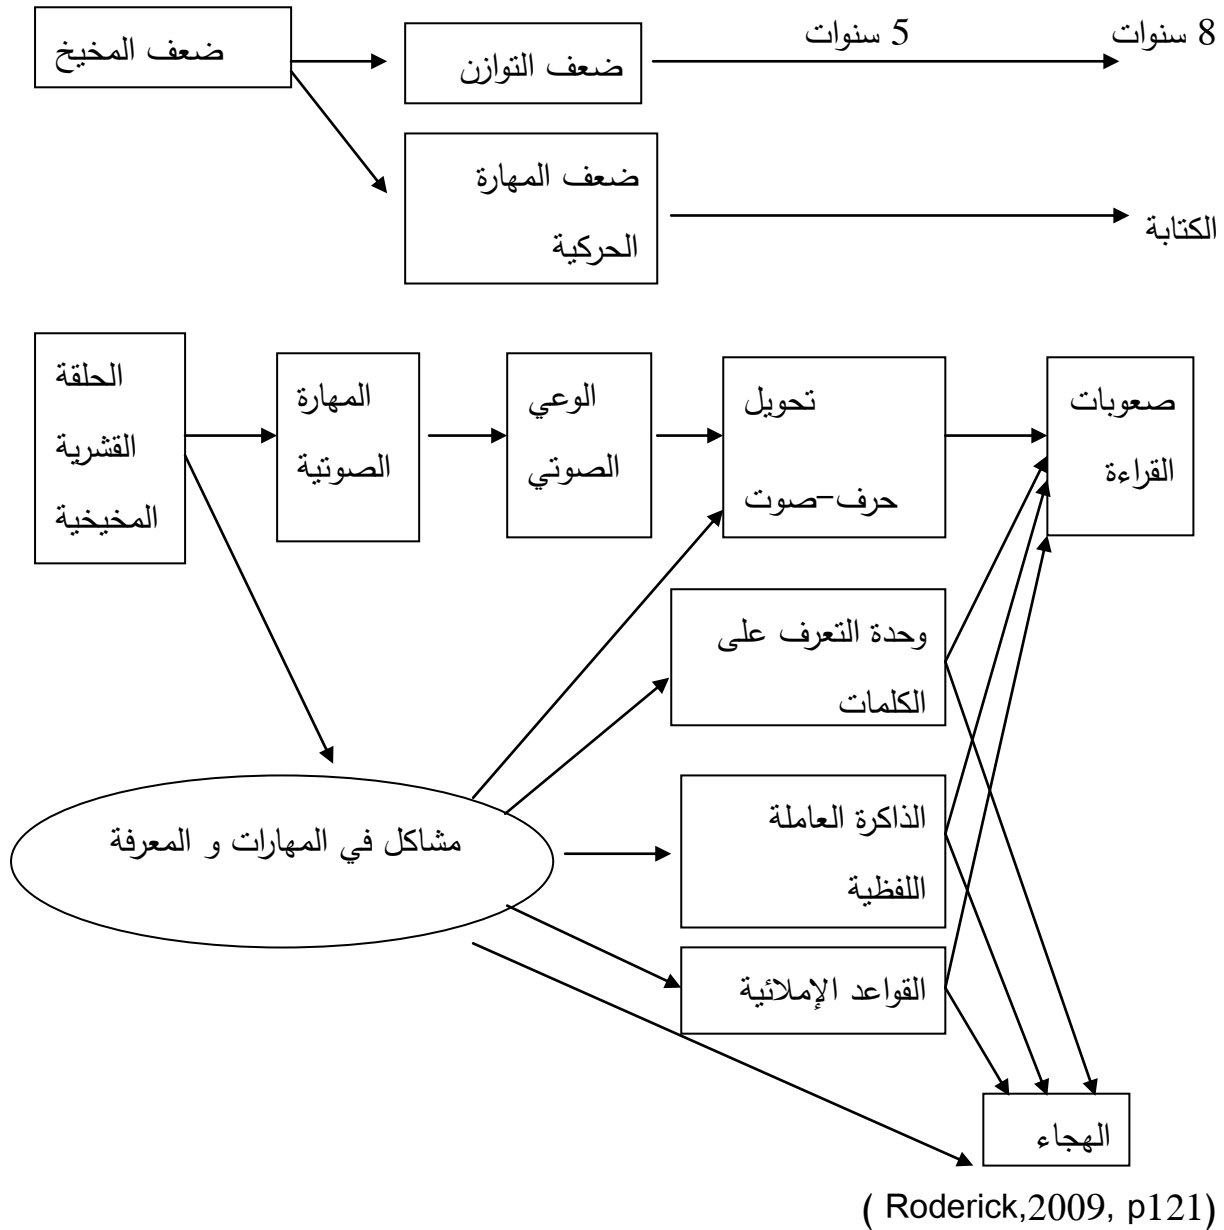 ضعف المخيخ
ضعف التوازن
5 سنوات
8 سنوات
ضعف المهارة
الحركية
الكتابة
الحلقة
القشرية
المخيخية
المهارة
الصوتية
الوعي
الصوتي
تحويل
حرف-صوت
صعوبات
القراءة
وحدة التعرف على
الكلمات
مشاكل في المهارات و المعرفة
الذاكرة العاملة
اللفظية
القواعد الإملائية
الهجاء
( Roderick,2009, p121)